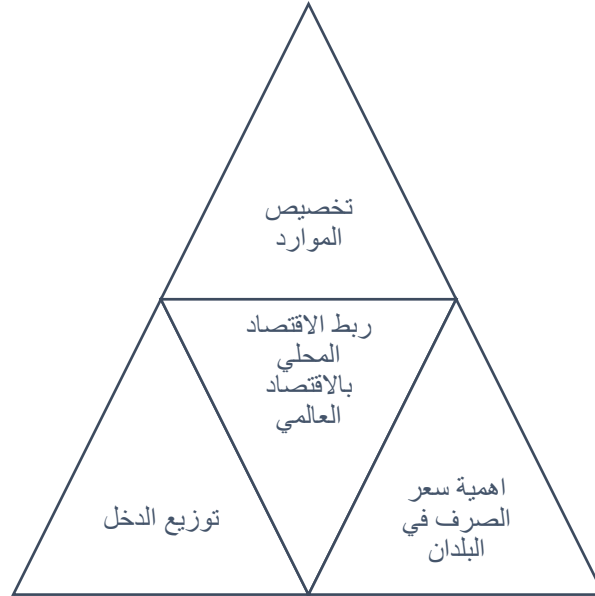 تخصيص
الموارد
ربط الاقتصاد
المحلي
بالاقتصاد
العالمي
اهمية سعر
الصرف في
البلدان
توزيع الدخل